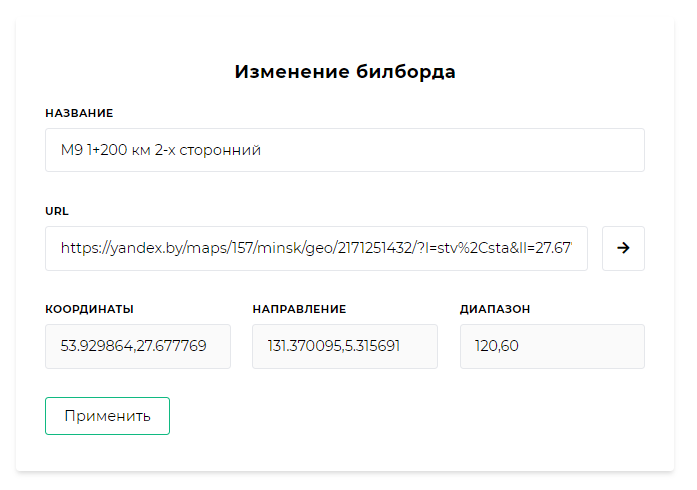 Изменение билборда
НАЗВАНИЕ
М9 1+200 км 2-х сторонний
URL
https://yandex.by/maps/157/minsk/geo/2171251432/?l=stv%2Csta&ll=27.67
КООРДИНАТЫ НАПРАВЛЕНИЕ ДИАПАЗОН
53.929864,27.677769 131.370095,5.315691 120,60
Применить